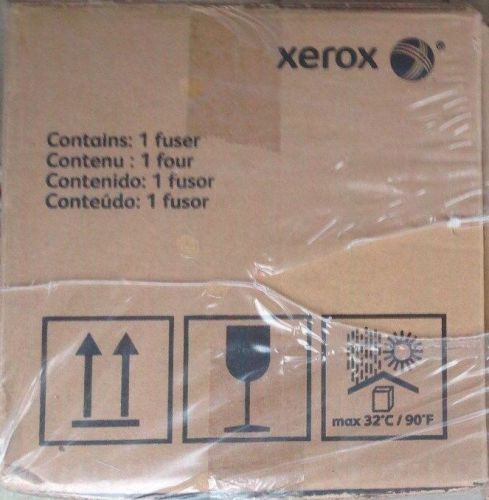 xerox ®
Contains: 1 fuser
Contenu : 1 four
Contenido: 1 fusor
Conteúdo: 1 fusor
max 32°C / 90°F